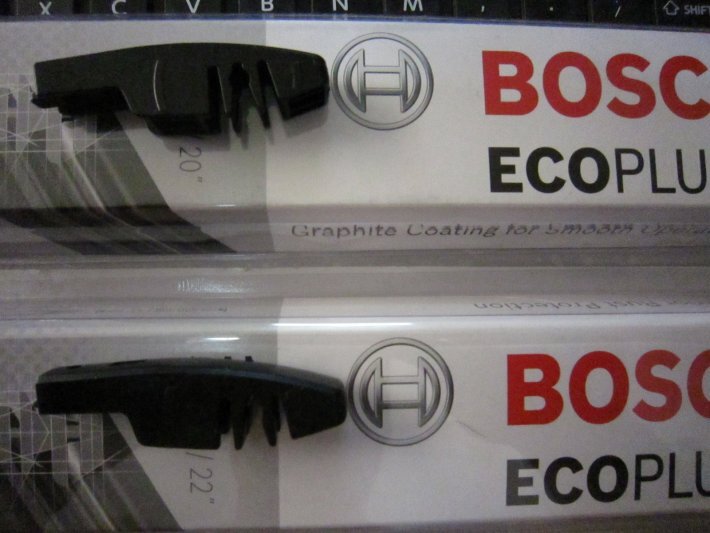 X C V B N M , . / SHIFT
BOSC
ECOPLU
/20"
Graphite Coating for Smooth
Rust Protection
BOSC
ECOPLU
/22"